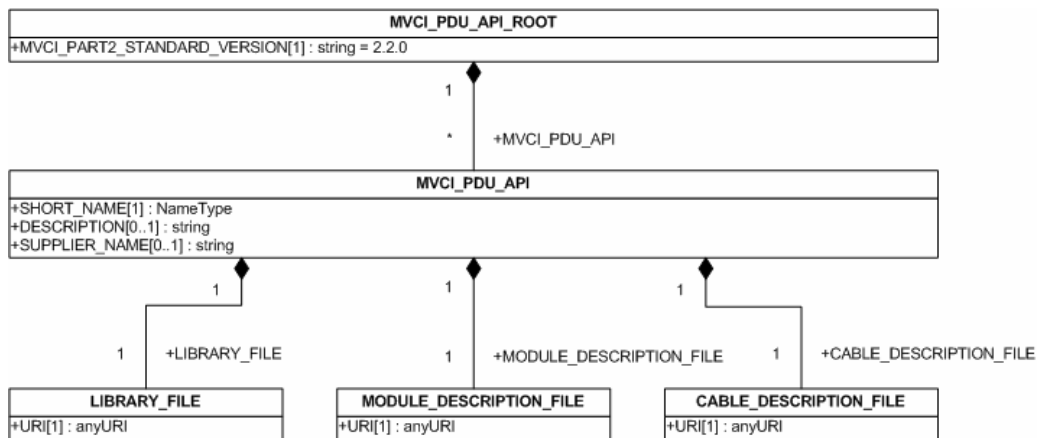 MVCI_PDU_API_ROOT
+MVCI_PART2_STANDARD_VERSION[1] : string = 2.2.0
1
* +MVCI_PDU_API
MVCI_PDU_API
+SHORT_NAME[1] : NameType
+DESCRIPTION[0..1] : string
+SUPPLIER_NAME[0..1] : string
1 1 1
1 +LIBRARY_FILE 1 +MODULE_DESCRIPTION_FILE 1 +CABLE_DESCRIPTION_FILE
LIBRARY_FILE MODULE_DESCRIPTION_FILE CABLE_DESCRIPTION_FILE
+URI[1] : anyURI +URI[1] : anyURI +URI[1] : anyURI